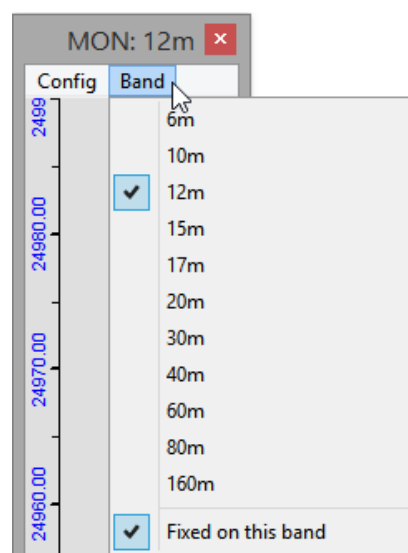 MON: 12m
Config Band
2499
6m
10m
12m
24980.00
15m
17m
20m
30m
24970.00
40m
60m
80m
160m
24960.00
Fixed on this band